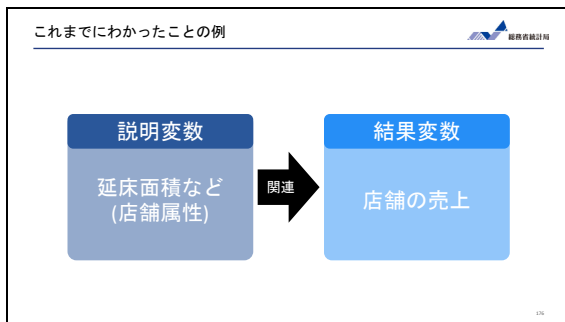 これまでにわかったことの例
総務省統計局
説明変数
延床面積など
(店舗属性)
関連
結果変数
店舗の売上
176